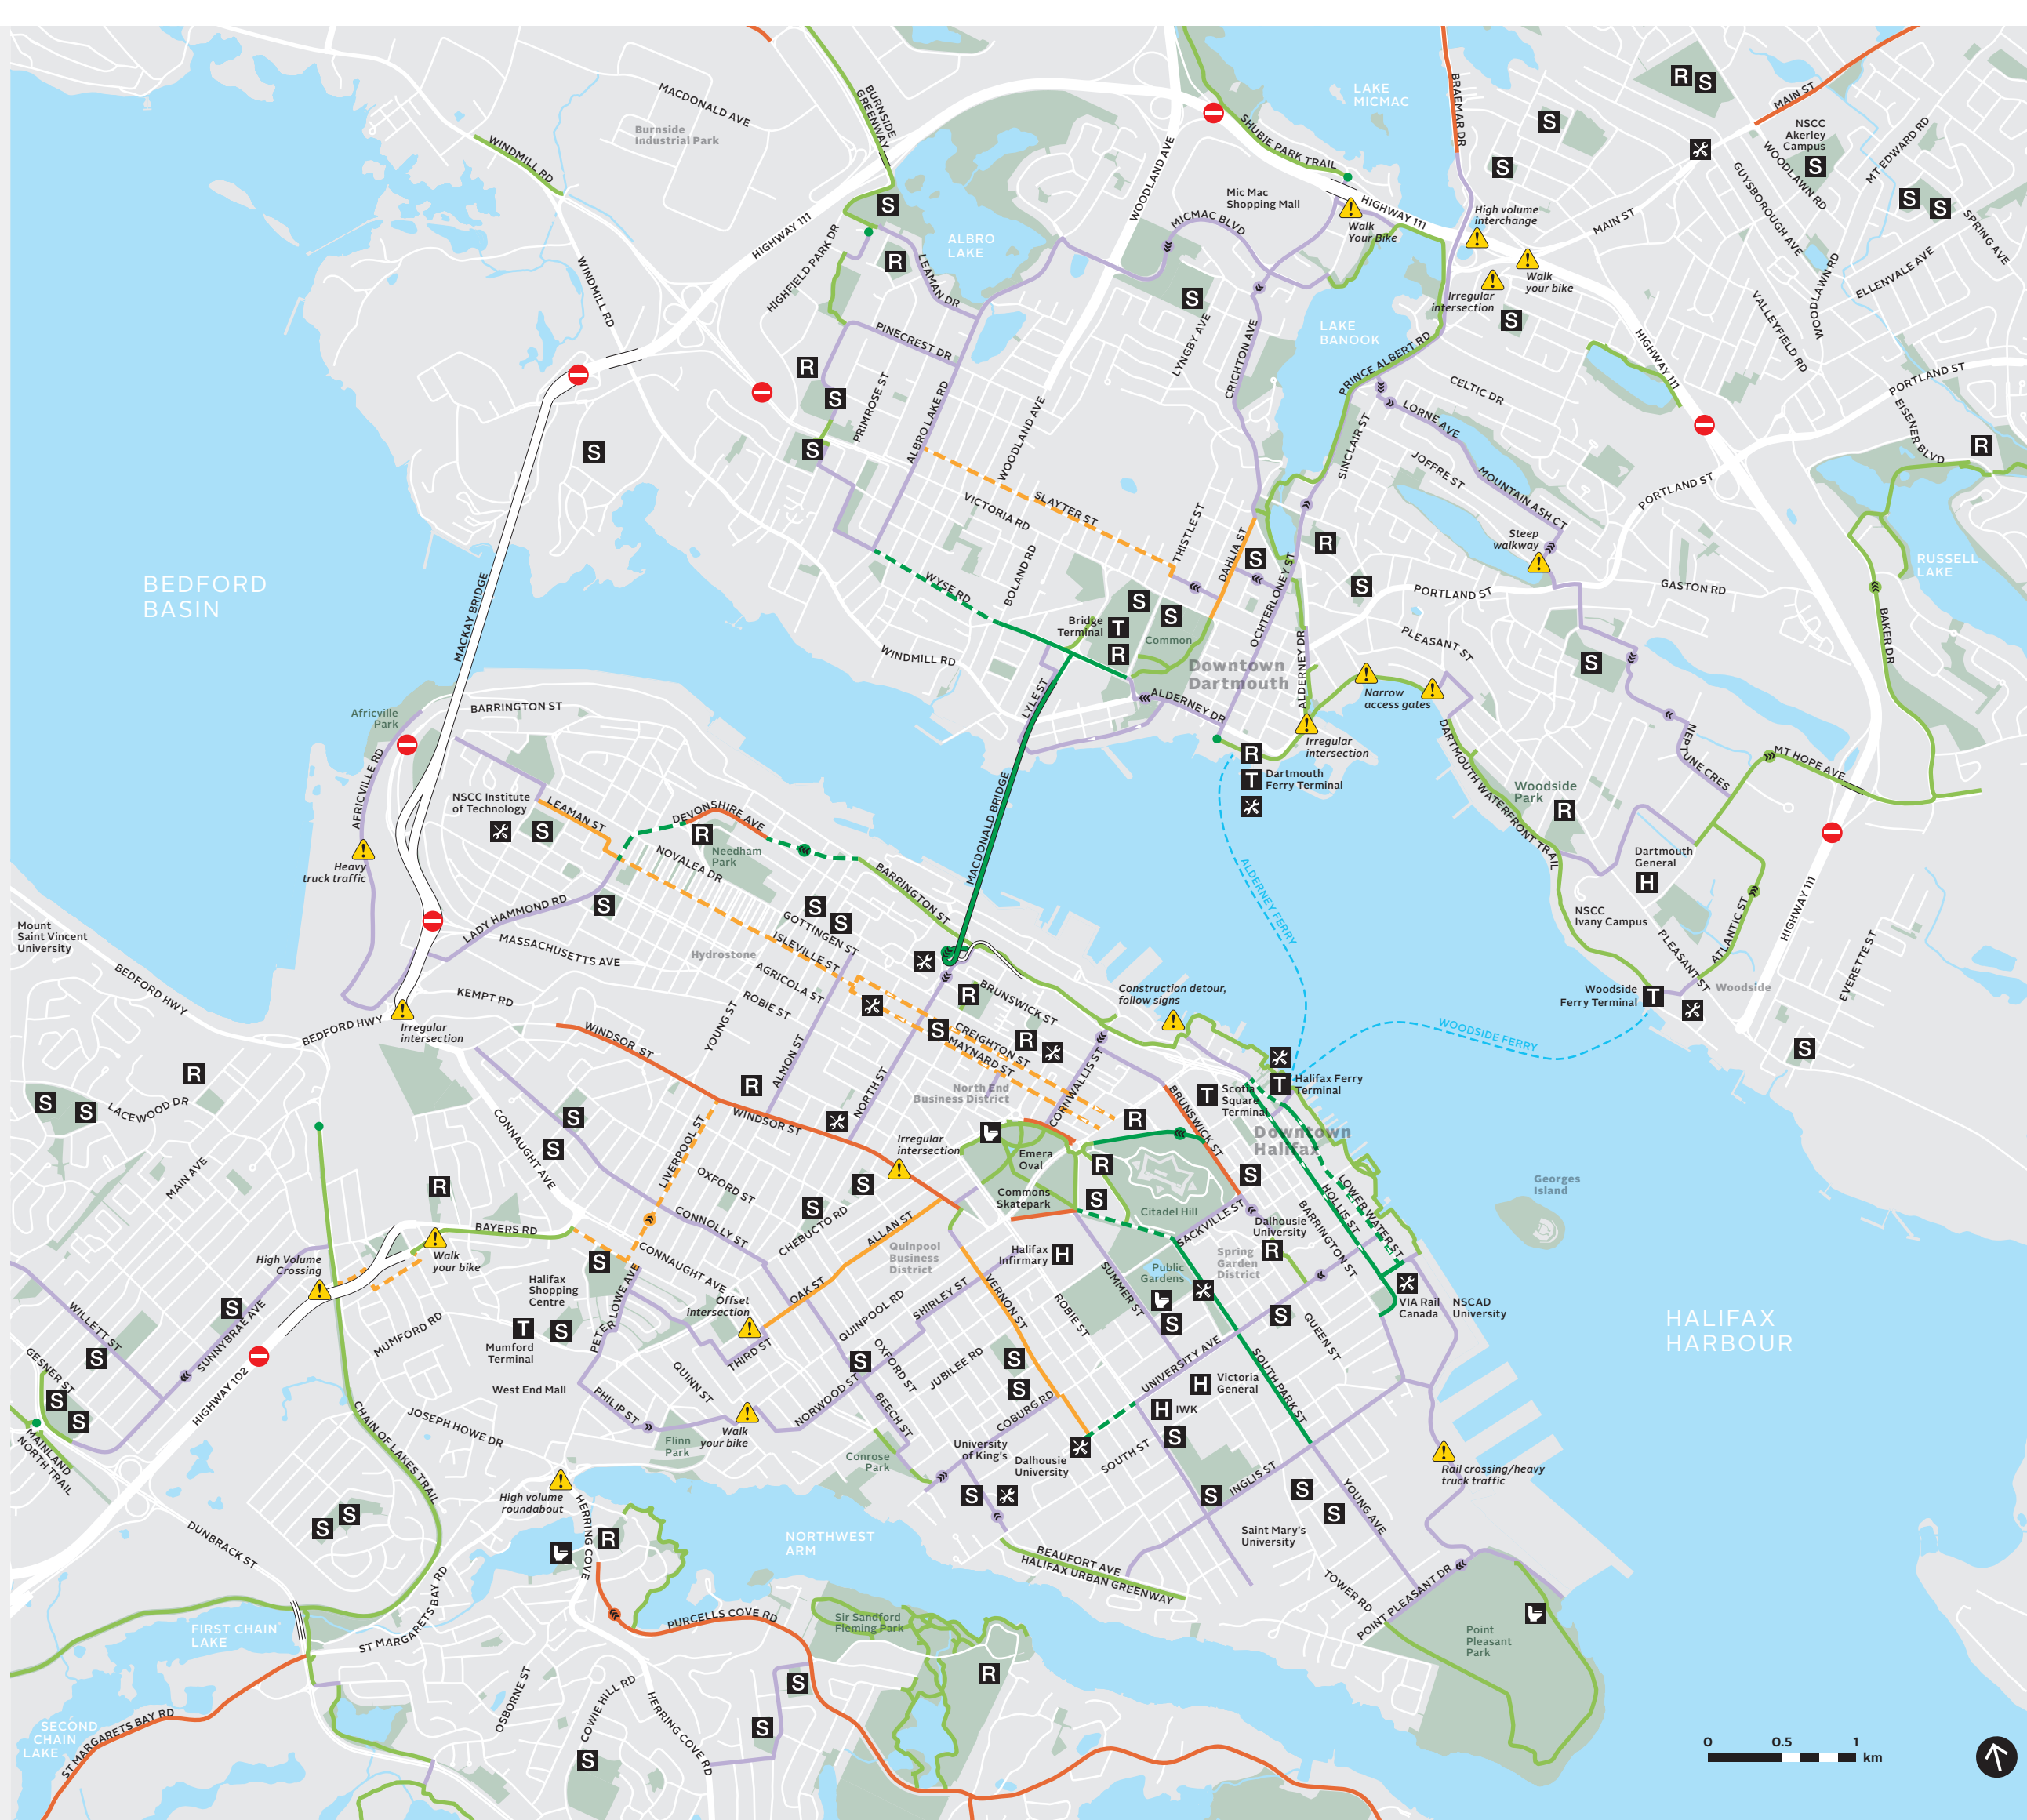 MACDONALD AVE
Burnside
Industrial Park
BURNSIDE
GREENWAY
WINDMILL RD
LAKE
MICMAC
BRAEMAR DR
R
S
MAIN ST
S
NSCC
Akerley
Campus
S
MT EDWARD RD
WOODLAWN RD
GUYSBOROUGH AVE
S
SHUBIE PARK TRAIL
WOODLAND AVE
Mic Mac
Shopping Mall
MICMAC BLVD
HIGHWAY 111
Walk
Your Bike
High volume
interchange
MAIN ST
S
S
SPRING AVE
S
HIGHWAY 111
HIGHFIELD PARK DR
ALBRO
LAKE
R
LEAMAN DR
WINDMILL RD
Walk
your bike
Irregular
intersection
S
ELLENVALE AVE
WOODLAWN RD
VALLEYFIELD RD
S
LYNGBY AVE
CRICHTON AVE
LAKE
BANOOK
PRINCE ALBERT RD
HIGHWAY 111
PINECREST DR
R
S
PRIMROSE ST
ALBRO LAKE RD
WOODLAND AVE
CELTIC DR
LORNE AVE
PORTLAND ST
EISENER BLVD
R
S
S
SINCLAIR ST
JOFFRE ST
MOUNTAIN ASH CT
PORTLAND ST
SLAYTER ST
VICTORIA RD
THISTLE ST
DAHLIA ST
S
R
Steep
walkway
RUSSELL
LAKE
BEDFORD
BASIN
MACKAY BRIDGE
WYSE RD
BOLAND RD
S
S
OCHTERLONEY ST
S
PORTLAND ST
GASTON RD
BAKER DR
Bridge
Terminal
T
R
Common
WINDMILL RD
Downtown
Dartmouth
ALDERNEY DR
PLEASANT ST
S
LYLE ST
ALDERNEY DR
Narrow
access gates
Irregular
intersection
Africville
Park
BARRINGTON ST
AFRICVILLE RD
R
T
Dartmouth
Ferry Terminal
DARTMOUTH WATERFRONT TRAIL
NEPTUNE CRES
MT HOPE AVE
Woodside
Park
R
NSCC Institute
of Technology
S
LEAMAN ST
DEVONSHIRE AVE
R
Needham
Park
NOVALEA DR
MACDONALD BRIDGE
Heavy
truck traffic
BARRINGTON ST
ALDERNEY FERRY
Dartmouth
General
H
HIGHWAY 111
LADY HAMMOND RD
S
S
S
GOTTINGEN ST
ISLEVILLE ST
MASSACHUSETTS AVE
Hydrostone
NSCC
Ivany Campus
PLEASANT ST
ATLANTIC ST
EVERETTE ST
Mount
Saint Vincent
University
BEDFORD HWY
KEMPT RD
AGRICOLA ST
ROBIE ST
YOUNG ST
R
BRUNSWICK ST
Construction detour,
follow signs
Woodside
Ferry Terminal
T
Woodside
BEDFORD HWY
Irregular
intersection
WINDSOR ST
ALMON ST
S
CREIGHTON ST
MAYNARD ST
R
WOODSIDE FERRY
S
R
S
S
LACEWOOD DR
S
S
CONNAUGHT AVE
R
NORTH ST
North End
Business District
CORNWALLIS ST
T
Scotia
Square
Terminal
T
Halifax Ferry
Terminal
WINDSOR ST
LIVERPOOL ST
R
BRUNSWICK ST
Downtown
Halifax
Irregular
intersection
Emera
Oval
R
MAIN AVE
R
OXFORD ST
S
S
Commons
Skatepark
S
Citadel Hill
S
LOWER WATER ST
HOLLIS ST
BARRINGTON ST
Georges
Island
BAYERS RD
CONNOLLY ST
CHEBUCTO RD
ALLAN ST
Quinpool
Business
District
Halifax
Infirmary
H
SACKVILLE ST
Spring
Garden
District
Dalhousie
University
R
High Volume
Crossing
Walk
your bike
S
CONNAUGHT AVE
Public
Gardens
Halifax
Shopping
Centre
PETER LOWE AVE
Offset
intersection
OAK ST
QUINPOOL RD
SHIRLEY ST
VERNON ST
ROBIE ST
SUMMER ST
S
S
QUEEN ST
VIA Rail
Canada
NSCAD
University
HALIFAX
HARBOUR
WILLETT ST
S
SUNNYBRAE AVE
MUMFORD RD
T
Mumford
Terminal
S
THIRD ST
S
OXFORD ST
JUBILEE RD
S
S
UNIVERSITY AVE
SOUTH PARK ST
GESNER ST
S
S
S
HIGHWAY 102
West End Mall
QUINN ST
PHILIP ST
NORWOOD ST
BEECH ST
COBURG RD
H
Victoria
General
H
IWK
S
MAINLAND
NORTH TRAIL
CHAIN OF LAKES TRAIL
JOSEPH HOWE DR
Flinn
Park
Walk
your bike
Conrose
Park
University
of King's
Dalhousie
University
SOUTH ST
INGLIS ST
S
S
S
S
YOUNG AVE
Rail crossing/heavy
truck traffic
High volume
roundabout
HERRING COVE
R
S
S
DUNBRACK ST
NORTHWEST
ARM
Saint Mary's
University
BEAUFORT AVE
HALIFAX URBAN GREENWAY
TOWER RD
POINT PLEASANT DR
ST MARGARETS BAY RD
FIRST CHAIN
LAKE
PURCELLS COVE RD
Sir Sandford
Fleming Park
R
Point
Pleasant
Park
OSBORNE ST
COWIE HILL RD
HERRING COVE RD
S
S
S
SECOND
CHAIN
LAKE
ST MARGARETS BAY RD
0 0.5 1
km